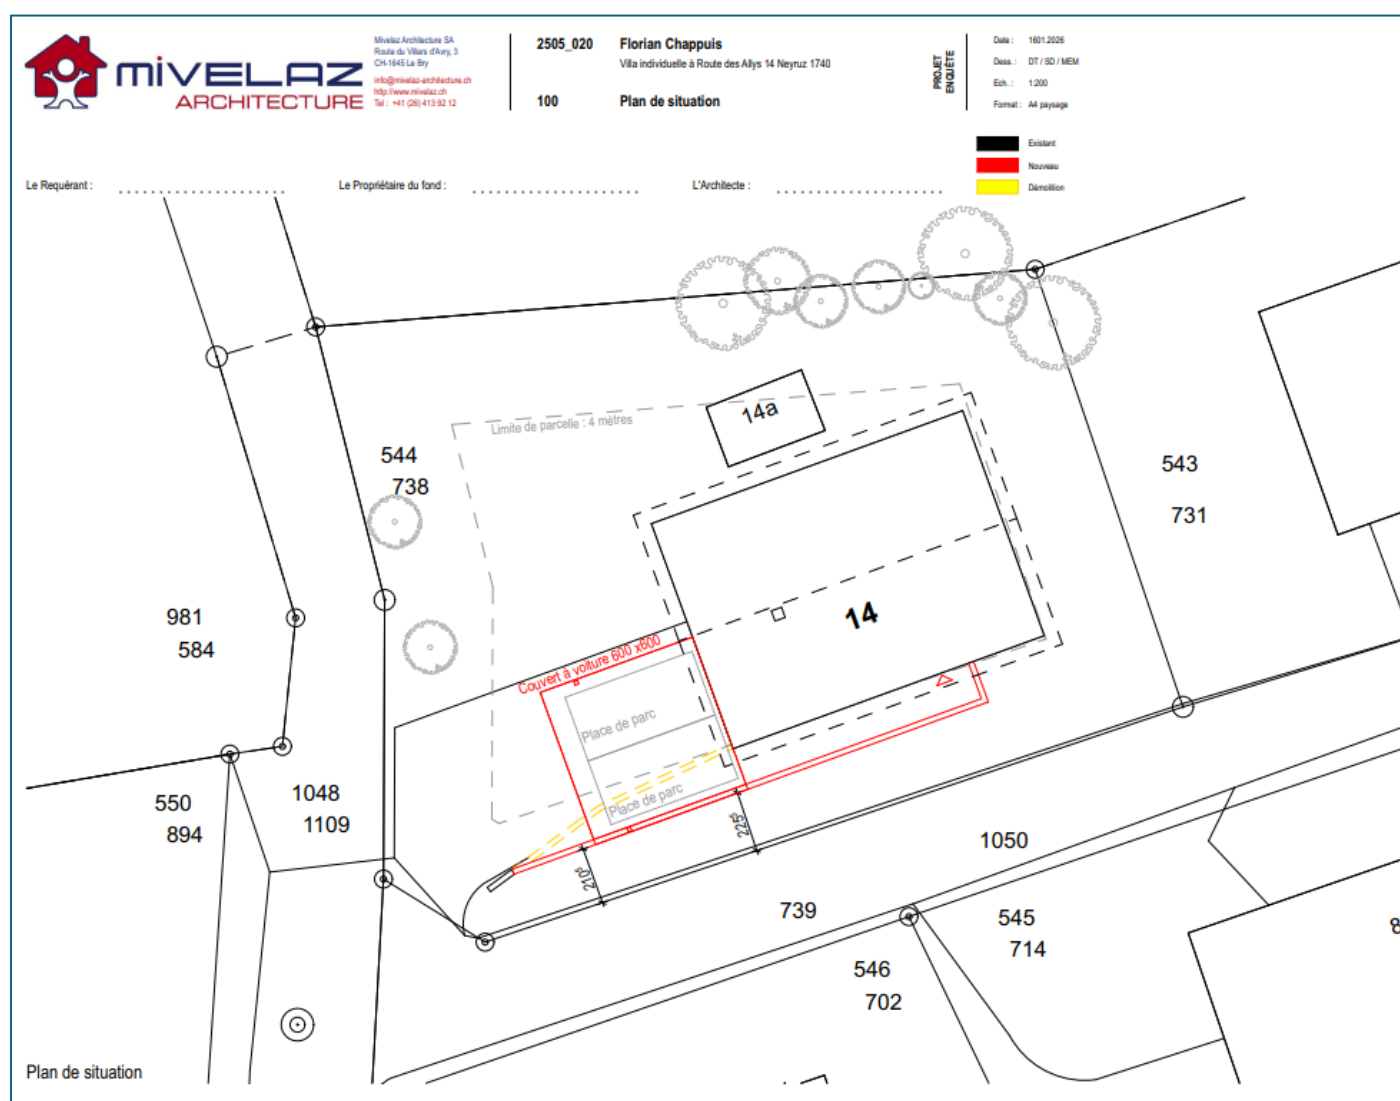 MIVELAZ
ARCHITECTURE
Mivelaz Architecture SA
Route du Villars d'Avry, 3
CH-1645 Le Bry
info@mivelaz-architecture.ch
http://www.mivelaz.ch
Tel : +41 (26) 413 92 12
2505_020
Florian Chappuis
Villa individuelle à Route des Allys 14 Neyruz 1740
100
Plan de situation
PROJET
ENQUÊTE
Date : 1601.2026
Dess. : DT / SD / MEM
Ech. : 1:200
Format : A4 paysage
Existant
Nouveau
Démolition
Le Requérant :
Le Propriétaire du fond :
L'Architecte :
14a
Limite de parcelle : 4 mètres
544
738
543
731
14
981
584
Couvert à voiture 600 x600
Place de parc
Place de parc
550
894
1048
1109
225⁵
210⁵
1050
739
545
714
546
702
8
Plan de situation